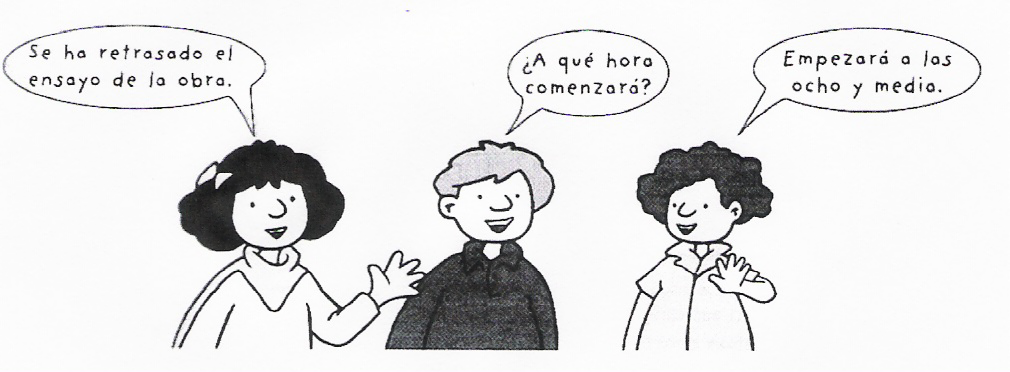 Se ha retrasado el
ensayo de la obra.
¿A qué hora
comenzará?
Empezará a las
ocho y media.